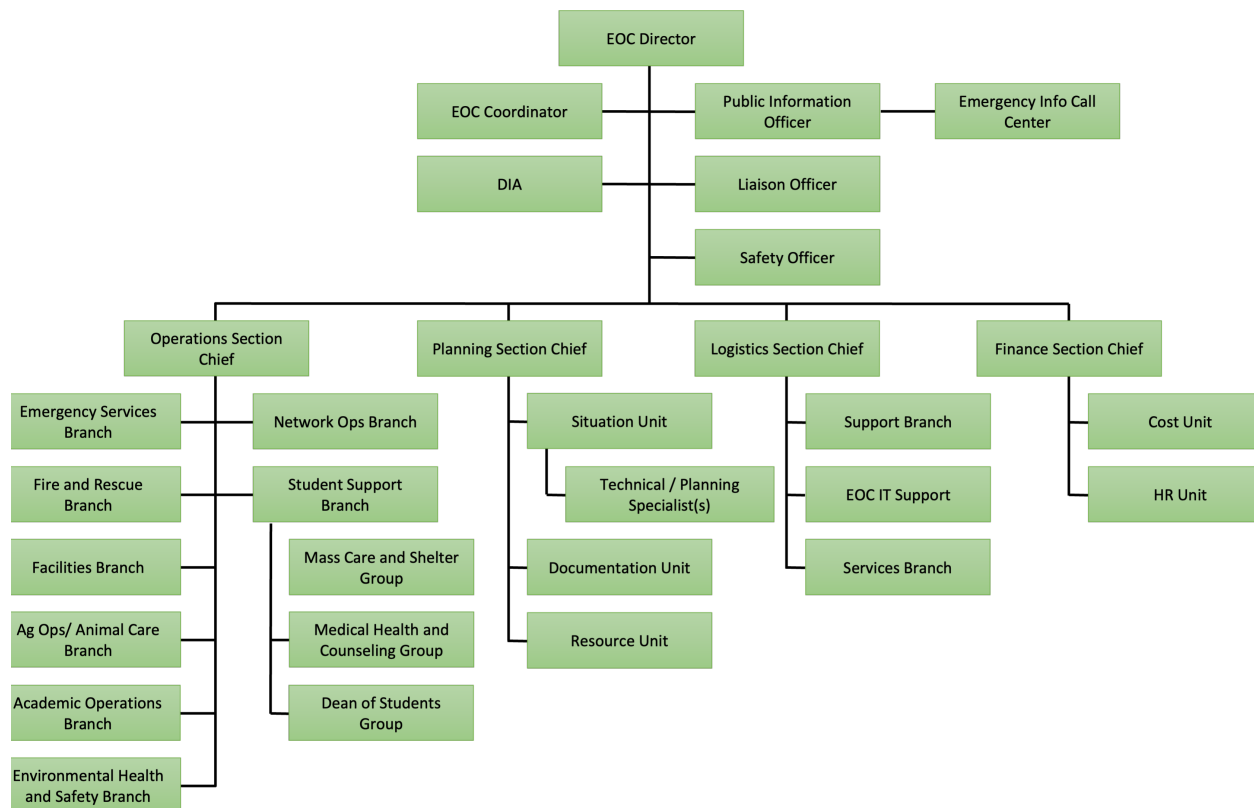 EOC Director
EOC Coordinator
Public Information
Officer
Emergency Info Call
Center
DIA
Liaison Officer
Safety Officer
Operations Section
Chief
Planning Section Chief
Logistics Section Chief
Finance Section Chief
Emergency Services
Branch
Network Ops Branch
Situation Unit
Support Branch
Cost Unit
Fire and Rescue
Branch
Student Support
Branch
Technical / Planning
Specialist(s)
EOC IT Support
HR Unit
Facilities Branch
Mass Care and Shelter
Group
Documentation Unit
Services Branch
Ag Ops/ Animal Care
Branch
Medical Health and
Counseling Group
Resource Unit
Academic Operations
Branch
Dean of Students
Group
Environmental Health
and Safety Branch